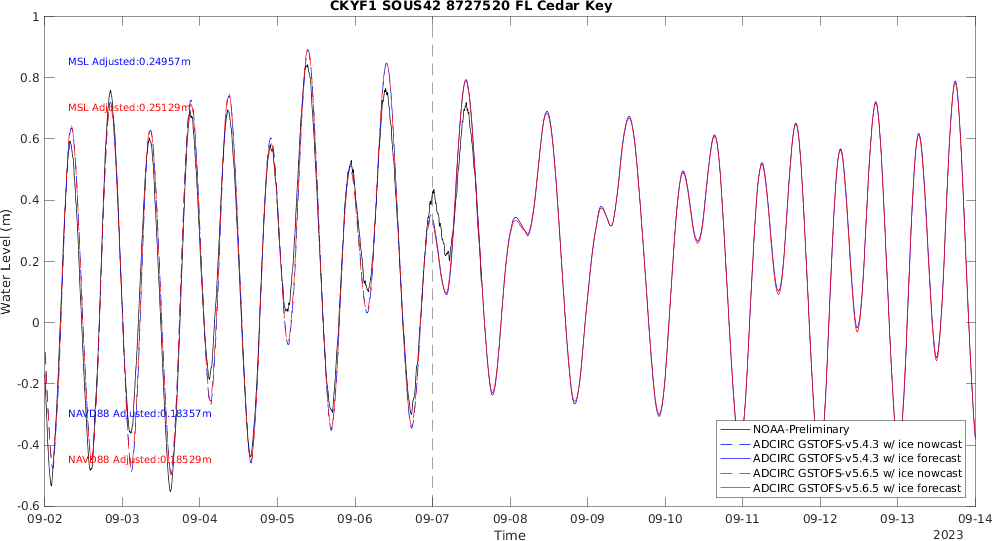 CKYF1 SOUS42 8727520 FL Cedar Key
1
0.8
0.6
0.4
0.2
0
-0.2
-0.4
-0.6
Water Level (m)
MSL Adjusted:0.24957m
MSL Adjusted:0.25129m
NAVD88 Adjusted:0.18357m
NAVD88 Adjusted:0.18529m
NOAA-Preliminary
ADCIRC GSTOFS-v5.4.3 w/ ice nowcast
ADCIRC GSTOFS-v5.4.3 w/ ice forecast
ADCIRC GSTOFS-v5.6.5 w/ ice nowcast
ADCIRC GSTOFS-v5.6.5 w/ ice forecast
09-02 09-03 09-04 09-05 09-06 09-07 09-08 09-09 09-10 09-11 09-12 09-13 09-14
Time
2023